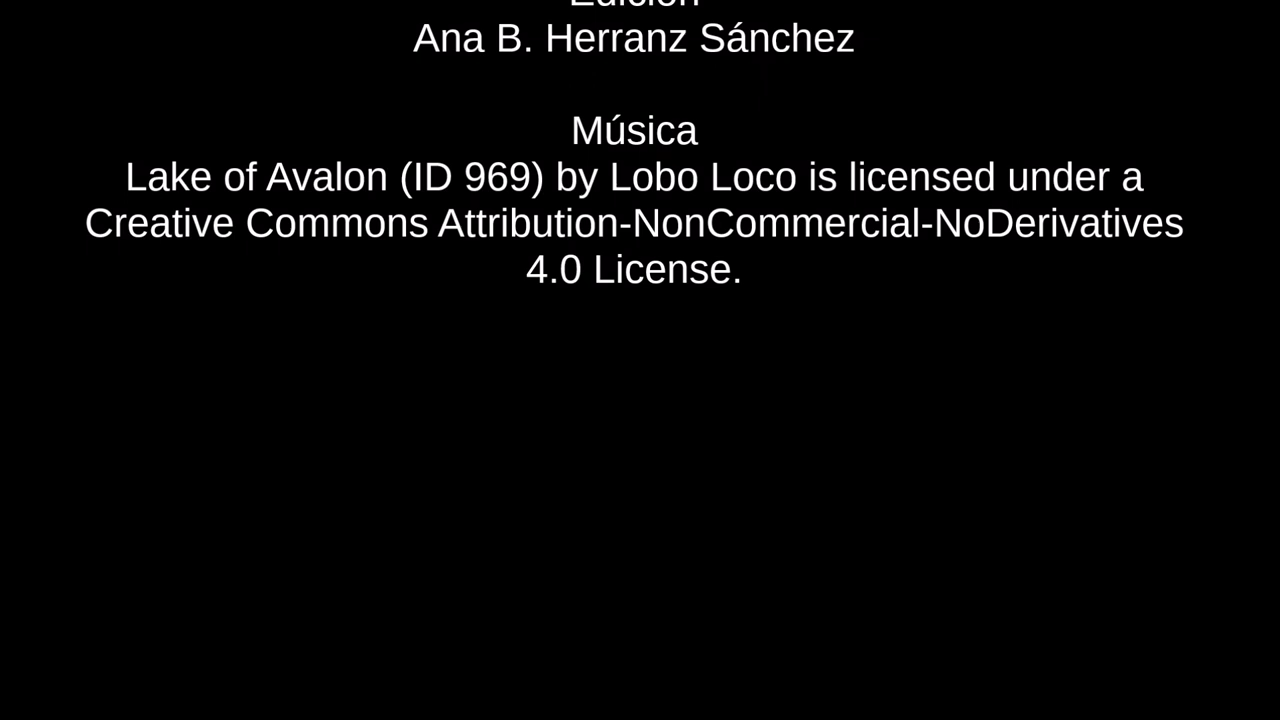 Edición
Ana B. Herranz Sánchez
Música
Lake of Avalon (ID 969) by Lobo Loco is licensed under a
Creative Commons Attribution-NonCommercial-NoDerivatives
4.0 License.